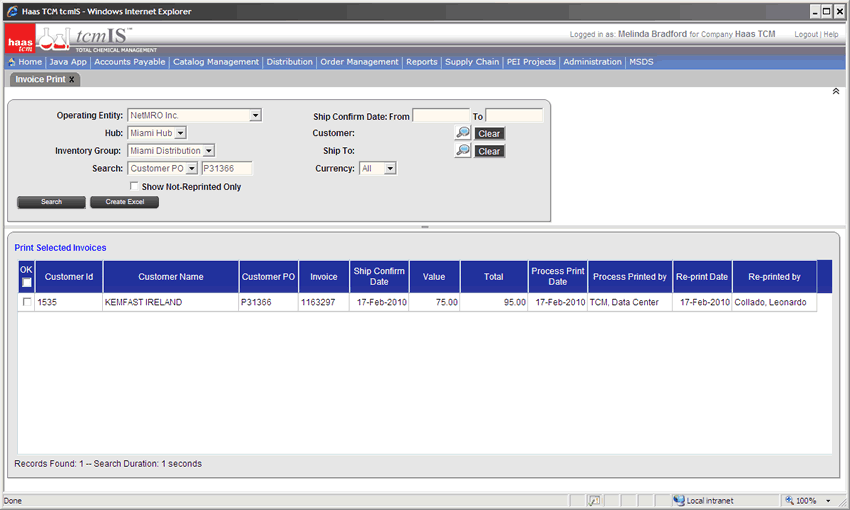 Haas TCM tcmIS - Windows Internet Explorer
haas tcm
tcmIS™
TOTAL CHEMICAL MANAGEMENT
Logged in as: Melinda Bradford for Company Haas TCM
Logout | Help
Home | Java App | Accounts Payable | Catalog Management | Distribution | Order Management | Reports | Supply Chain | PEI Projects | Administration | MSDS
Invoice Print X
Operating Entity: NetMRO Inc. Ship Confirm Date: From To
Hub: Miami Hub Customer: Clear
Inventory Group: Miami Distribution Ship To: Clear
Search: Customer PO P31366 Currency: All
Show Not-Reprinted Only
Search Create Excel
Print Selected Invoices
OK Customer Id Customer Name Customer PO Invoice Ship Confirm Date Value Total Process Print Date Process Printed by Re-print Date Re-printed by
1535 KEMFAST IRELAND P31366 1163297 17-Feb-2010 75.00 95.00 17-Feb-2010 TCM, Data Center 17-Feb-2010 Collado, Leonardo
Records Found: 1 -- Search Duration: 1 seconds
Done Local intranet 100%